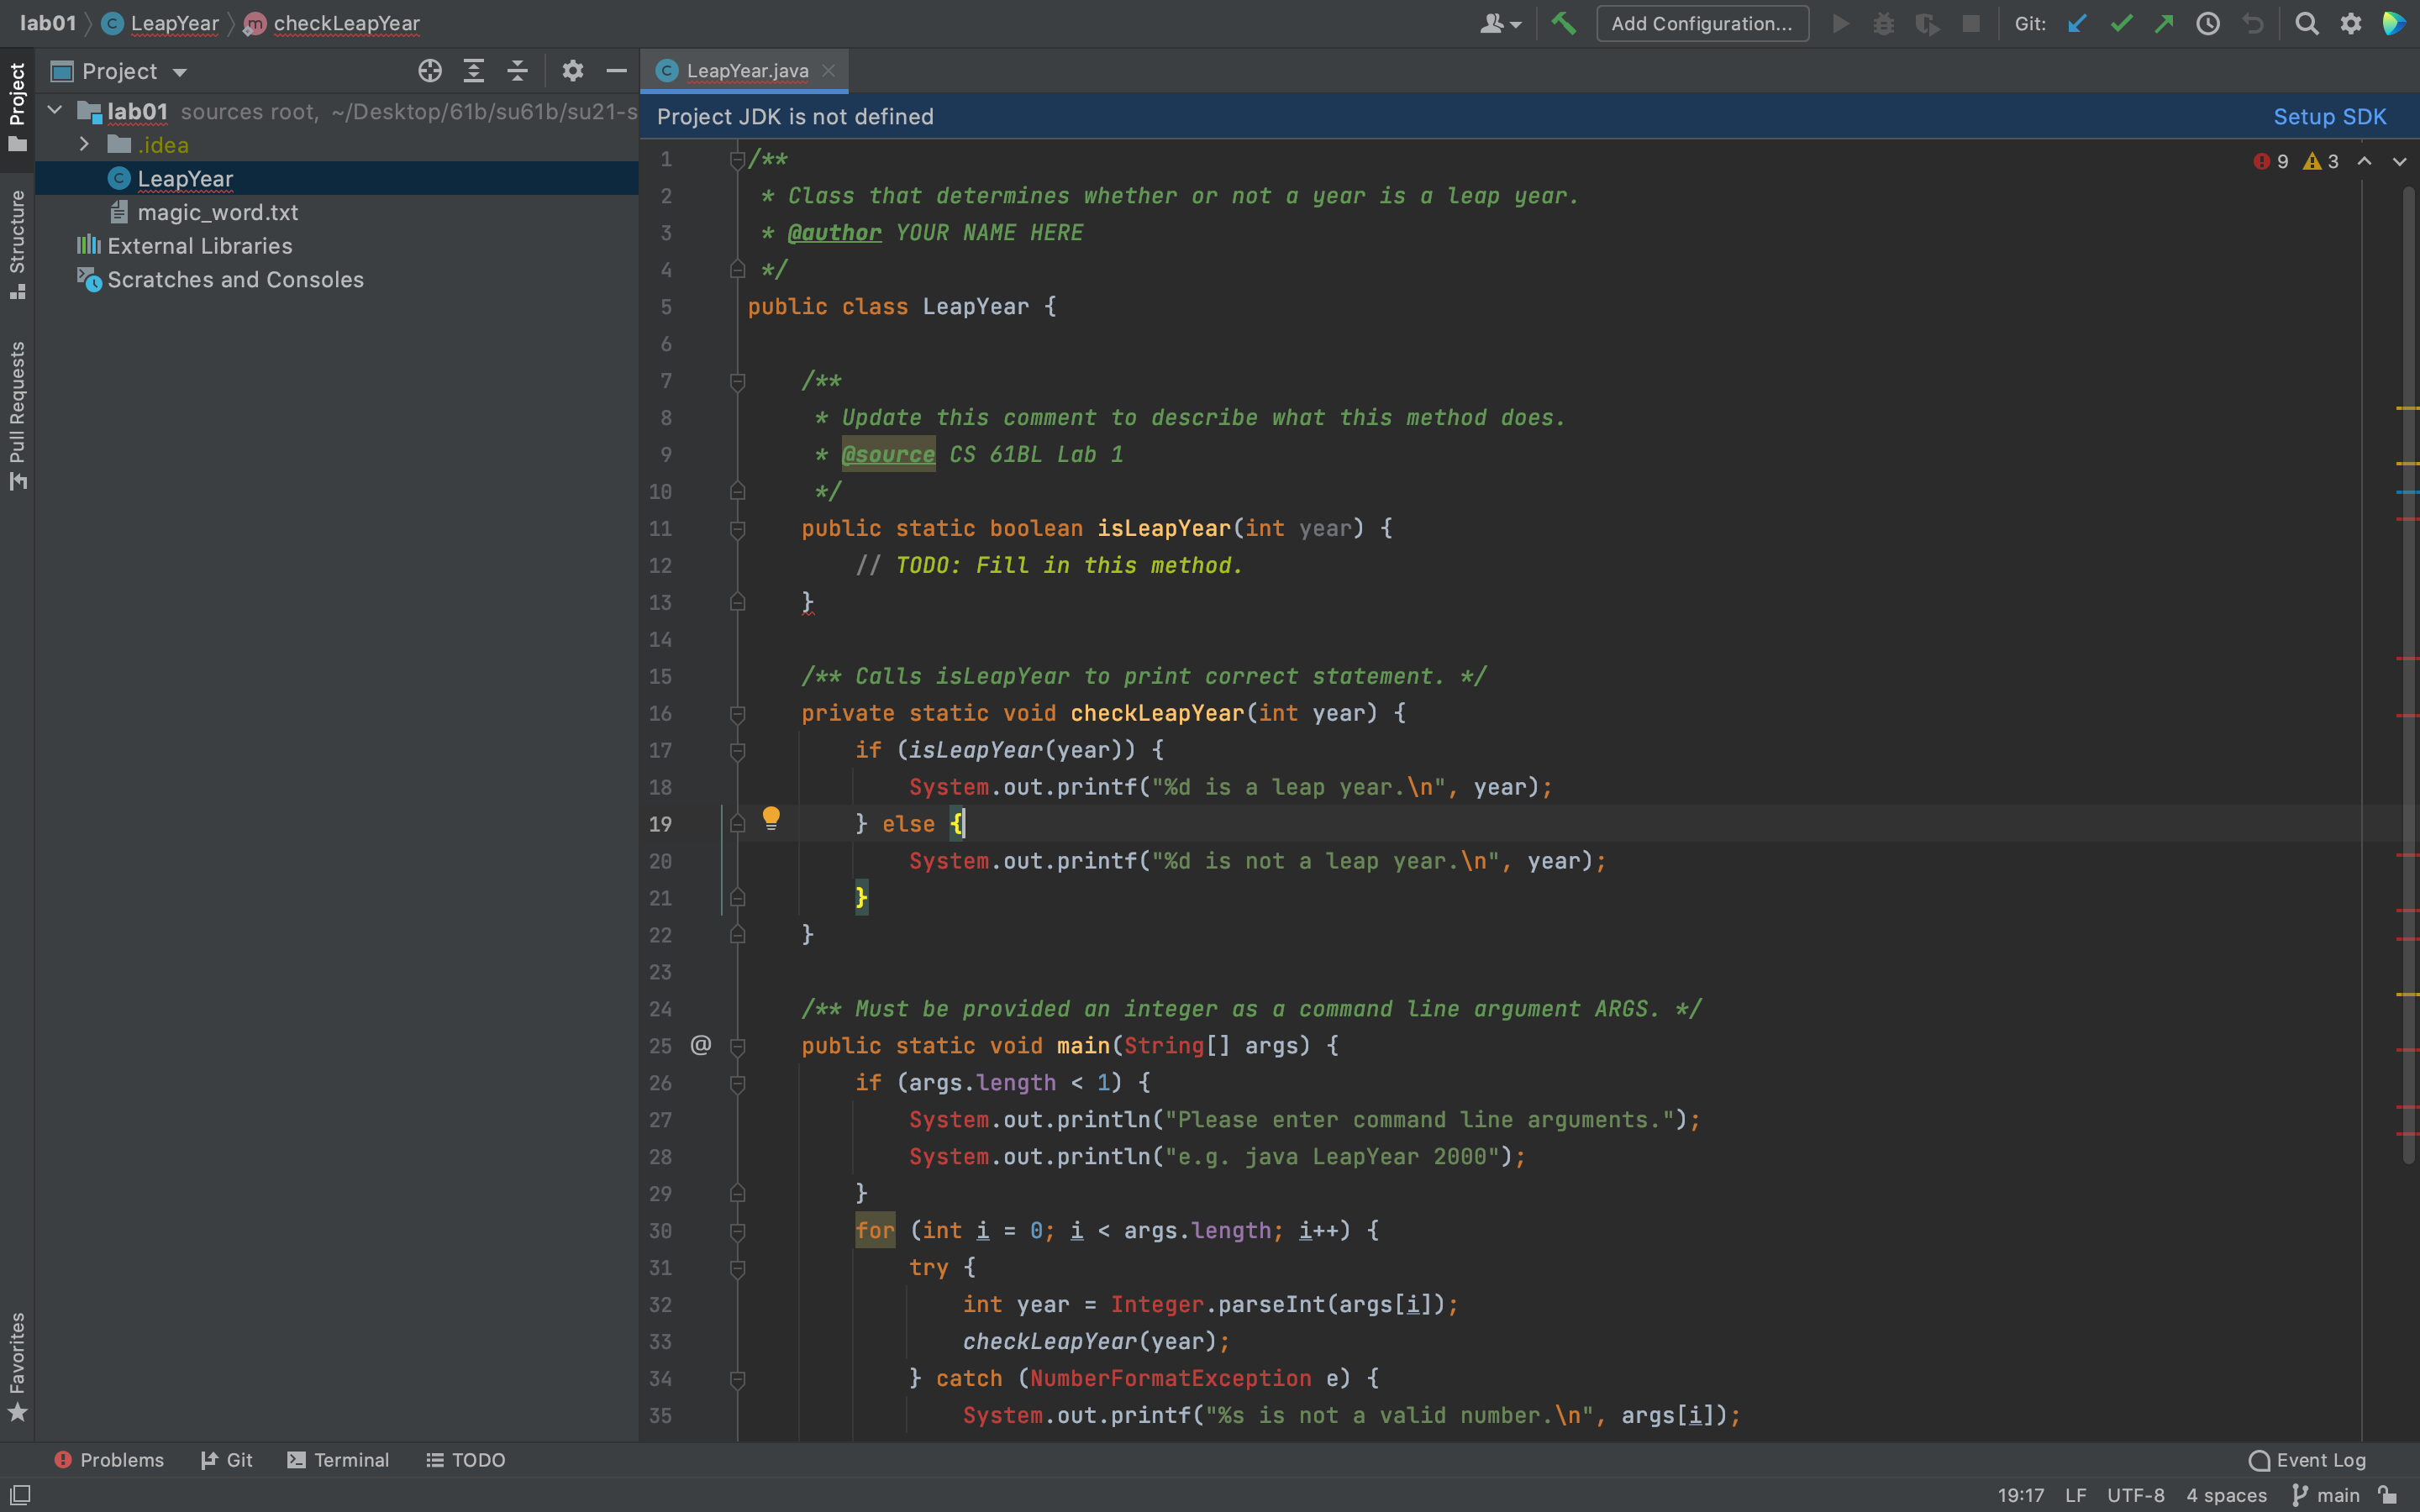 lab01 LeapYear checkLeapYear Add Configuration... Git:
Project
LeapYear.java
lab01 sources root, ~/Desktop/61b/su61b/su21-s
.idea
LeapYear
magic_word.txt
External Libraries
Scratches and Consoles
Project
Structure
Pull Requests
Favorites
Project JDK is not defined Setup SDK
9 3
1 /**
2 * Class that determines whether or not a year is a leap year.
3 * @author YOUR NAME HERE
4 */
5 public class LeapYear {
6
7 /**
8 * Update this comment to describe what this method does.
9 * @source CS 61BL Lab 1
10 */
11 public static boolean isLeapYear(int year) {
12 // TODO: Fill in this method.
13 }
14
15 /** Calls isLeapYear to print correct statement. */
16 private static void checkLeapYear(int year) {
17 if (isLeapYear(year)) {
18 System.out.printf("%d is a leap year.\n", year);
19 } else {
20 System.out.printf("%d is not a leap year.\n", year);
21 }
22 }
23
24 /** Must be provided an integer as a command line argument ARGS. */
25 @ public static void main(String[] args) {
26 if (args.length < 1) {
27 System.out.println("Please enter command line arguments.");
28 System.out.println("e.g. java LeapYear 2000");
29 }
30 for (int i = 0; i < args.length; i++) {
31 try {
32 int year = Integer.parseInt(args[i]);
33 checkLeapYear(year);
34 } catch (NumberFormatException e) {
35 System.out.printf("%s is not a valid number.\n", args[i]);
Problems Git Terminal TODO Event Log
19:17 LF UTF-8 4 spaces main